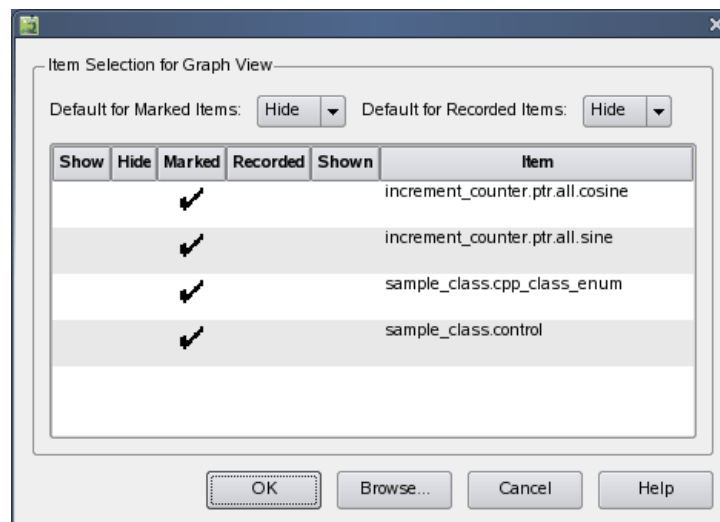 Item Selection for Graph View
Default for Marked Items: Hide Default for Recorded Items: Hide
Show Hide Marked Recorded Shown Item
increment_counter.ptr.all.cosine
increment_counter.ptr.all.sine
sample_class.cpp_class_enum
sample_class.control
OK Browse... Cancel Help